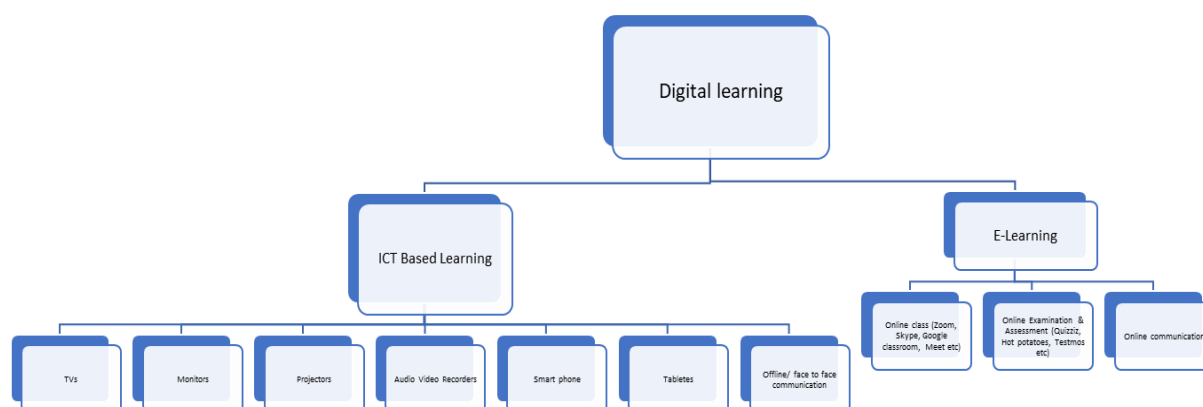 Digital learning
ICT Based Learning
E-Learning
TVs
Monitors
Projectors
Audio Video Recorders
Smart phone
Tabletes
Offline/ face to face
communication
Online class (Zoom,
Skype, Google
classroom, Meet etc)
Online Examination &
Assessment (Quizziz,
Hot potatoes, Testmos
etc)
Online communication